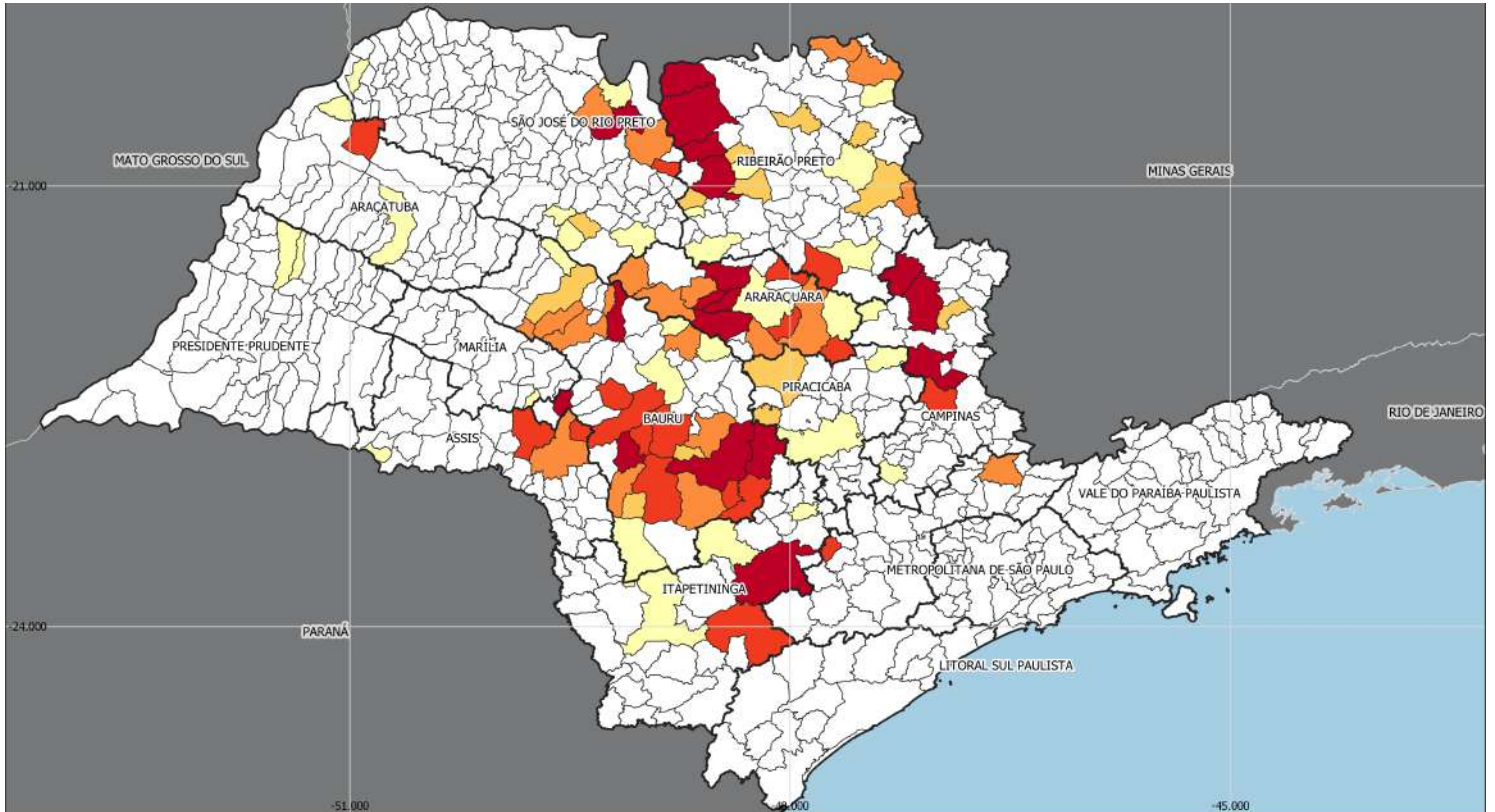 SÃO JOSÉ DO RIO PRETO
MATO GROSSO DO SUL
RIBEIRÃO PRETO
MINAS GERAIS
-21.000
ARAÇATUBA
ARARAQUARA
PRESIDENTE PRUDENTE
MARÍLIA
PIRACICABA
RIO DE JANEIRO
BAURU
CAMPINAS
ASSIS
VALE DO PARAÍBA PAULISTA
METROPOLITANA DE SÃO PAULO
ITAPETININGA
-24.000
PARANÁ
LITORAL SUL PAULISTA
-51.000
-48.000
-45.000